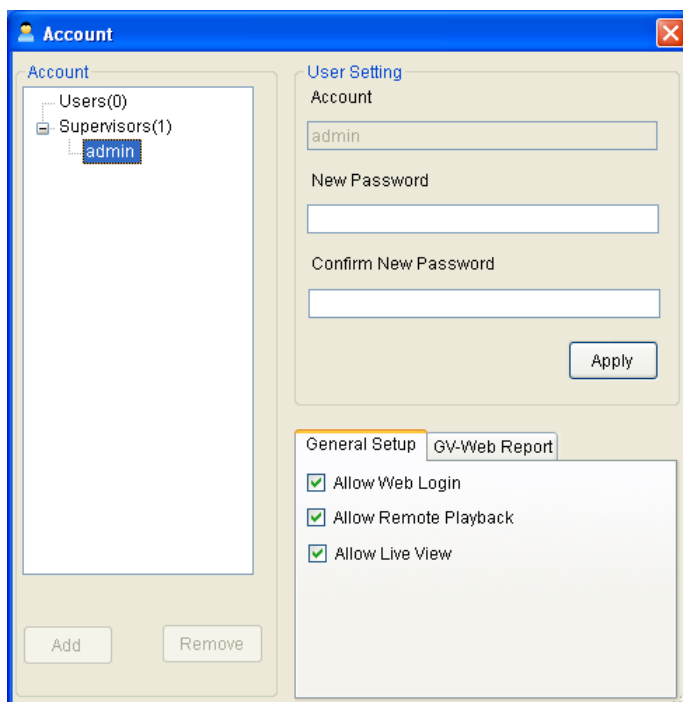 Account
Account
Users(0)
Supervisors(1)
admin
Add
Remove
User Setting
Account
admin
New Password
Confirm New Password
Apply
General Setup
GV-Web Report
Allow Web Login
Allow Remote Playback
Allow Live View